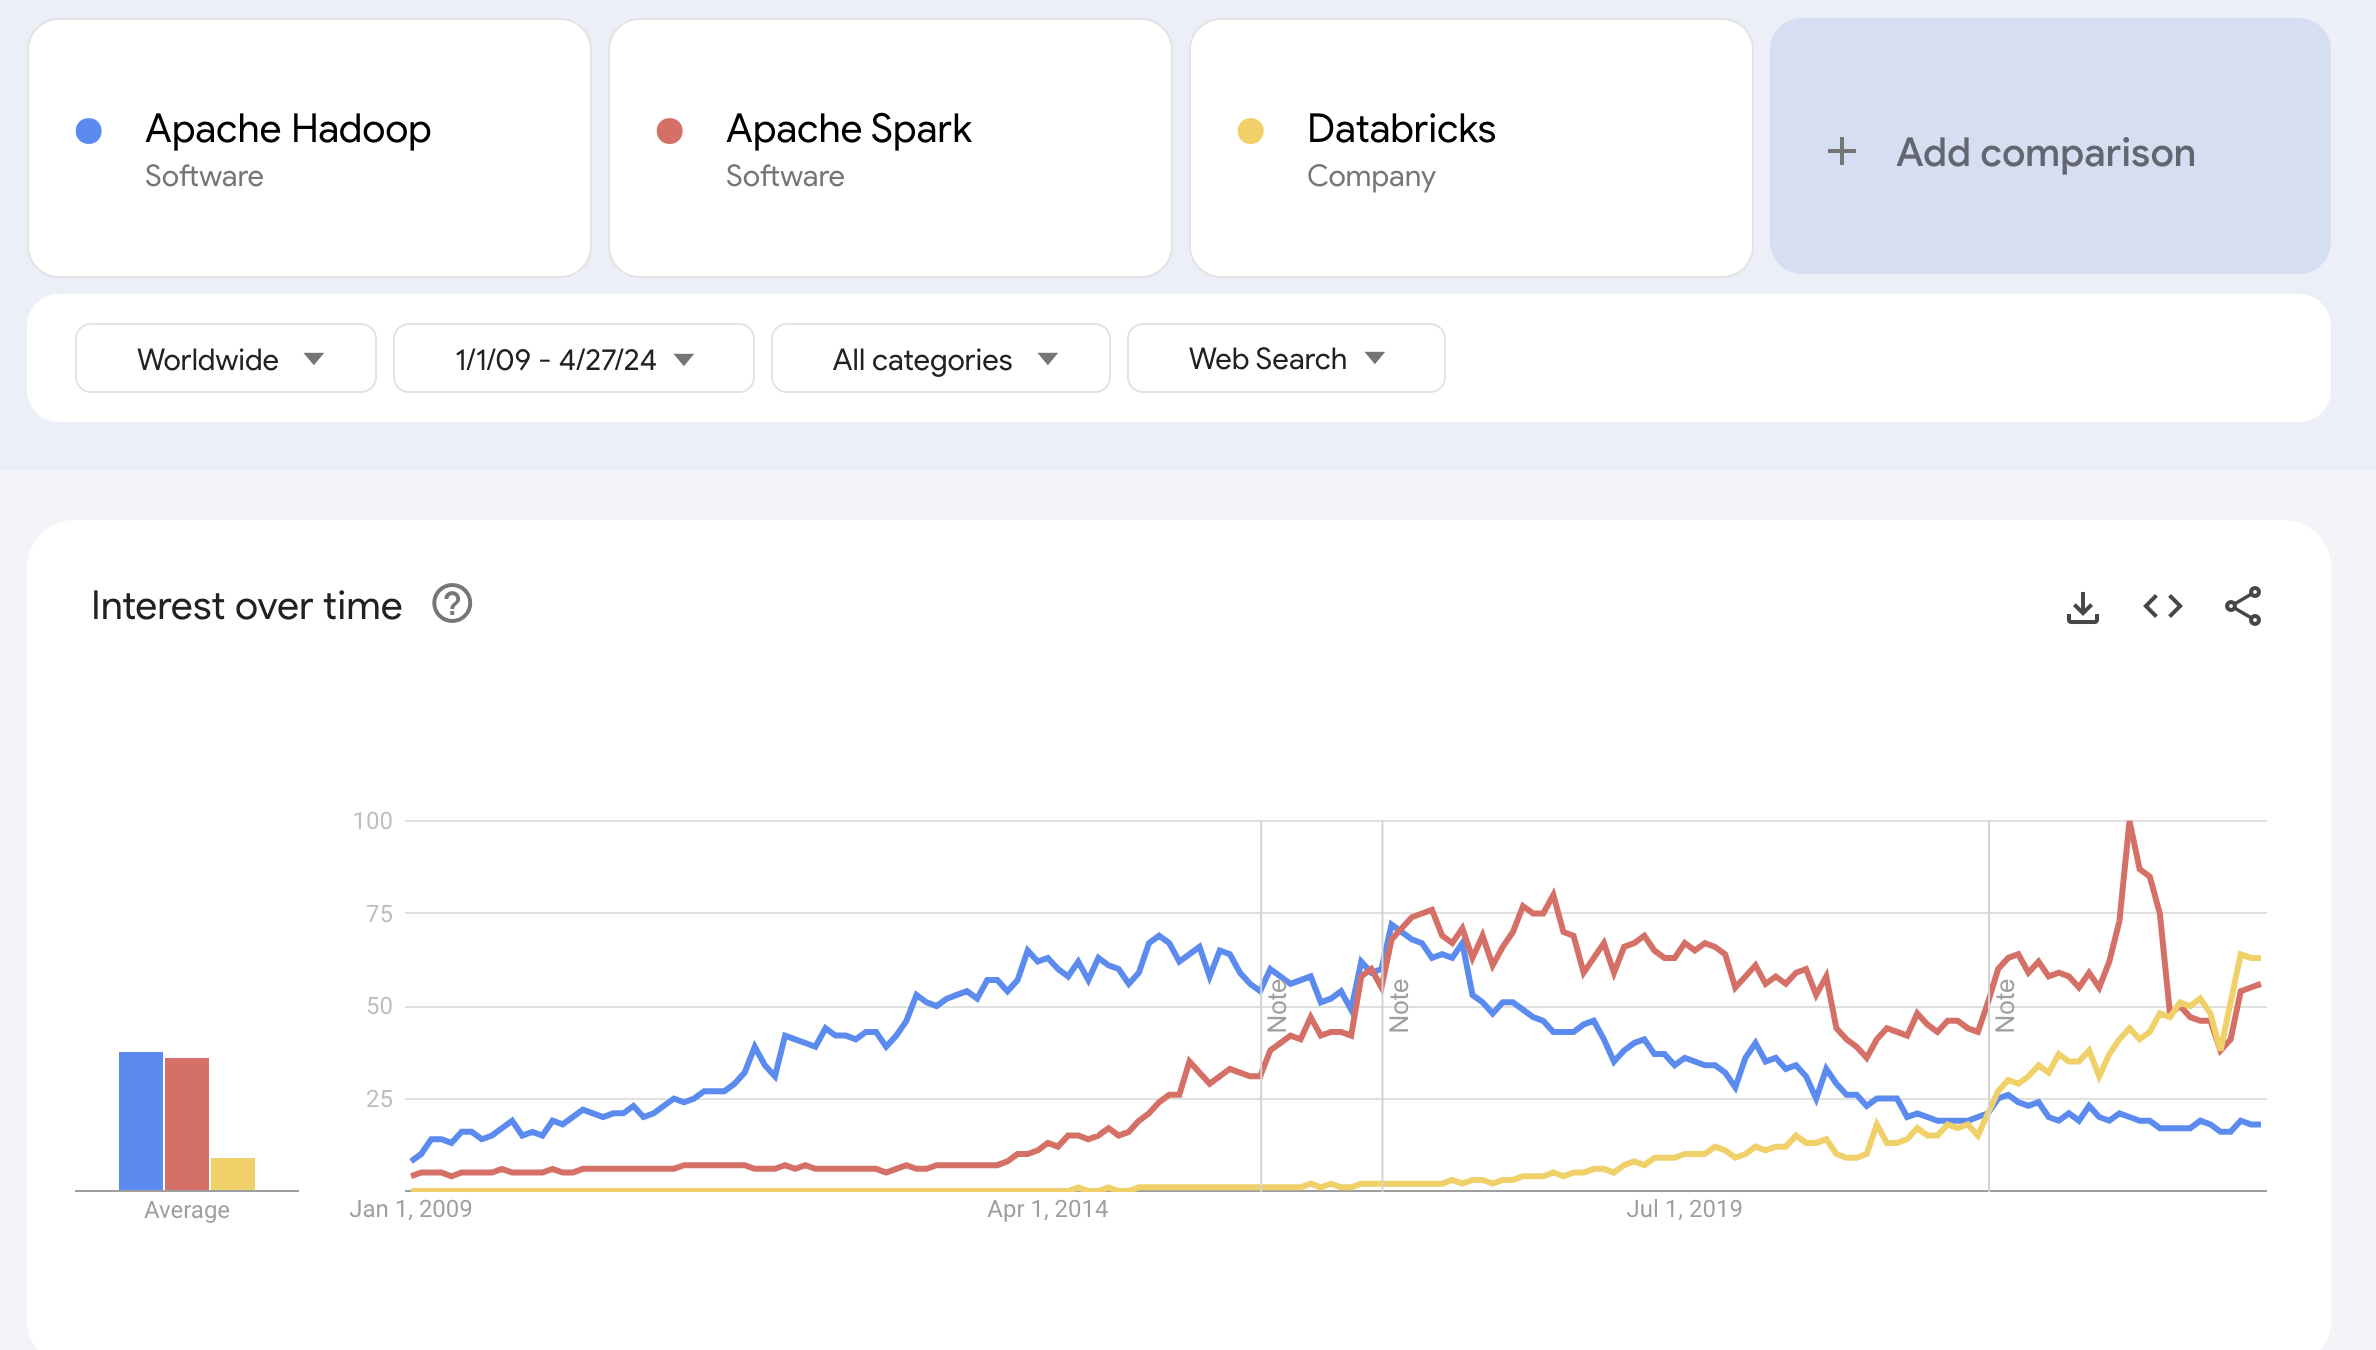 Apache Hadoop
Software
Apache Spark
Software
Databricks
Company
+ Add comparison
Worldwide
1/1/09 - 4/27/24
All categories
Web Search
Interest over time ?
100
75
50
25
Note
Note
Note
Average
Jan 1, 2009
Apr 1, 2014
Jul 1, 2019